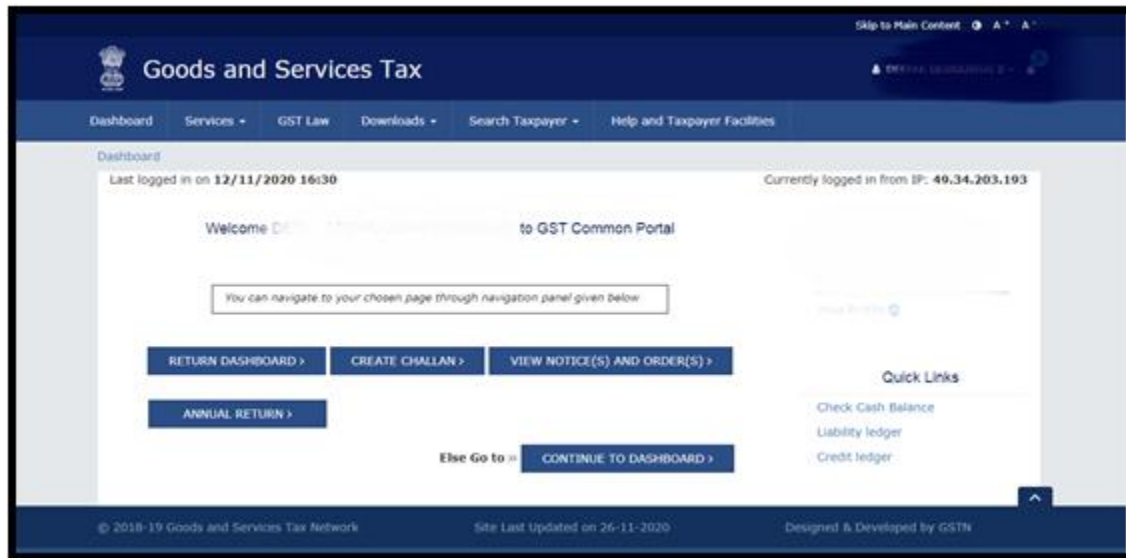 Skip to Main Content A+ A-
Goods and Services Tax
Dashboard Services GST Law Downloads Search Taxpayer Help and Taxpayer Facilities
Dashboard
Last logged in on 12/11/2020 16:30 Currently logged in from IP: 49.34.203.193
Welcome to GST Common Portal
You can navigate to your chosen page through navigation panel given below
RETURN DASHBOARD > CREATE CHALLAN > VIEW NOTICE(S) AND ORDER(S) >
Quick Links
ANNUAL RETURN > Check Cash Balance
Liability ledger
Else Go to » CONTINUE TO DASHBOARD > Credit ledger
© 2018-19 Goods and Services Tax Network Site Last Updated on 26-11-2020 Designed & Developed by GSTN